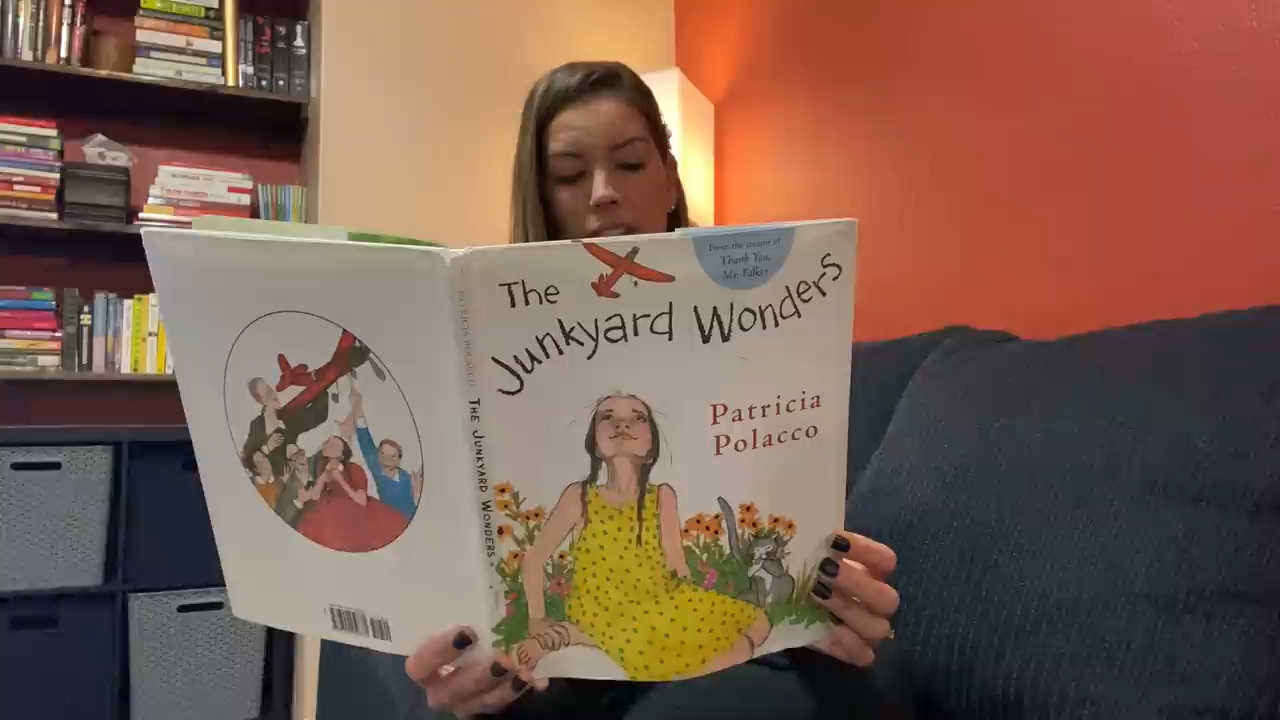 From the creator of
Thank You,
Mr. Falker
The
Junkyard Wonders
Patricia
Polacco
PATRICIA POLACCO THE JUNKYARD WONDERS